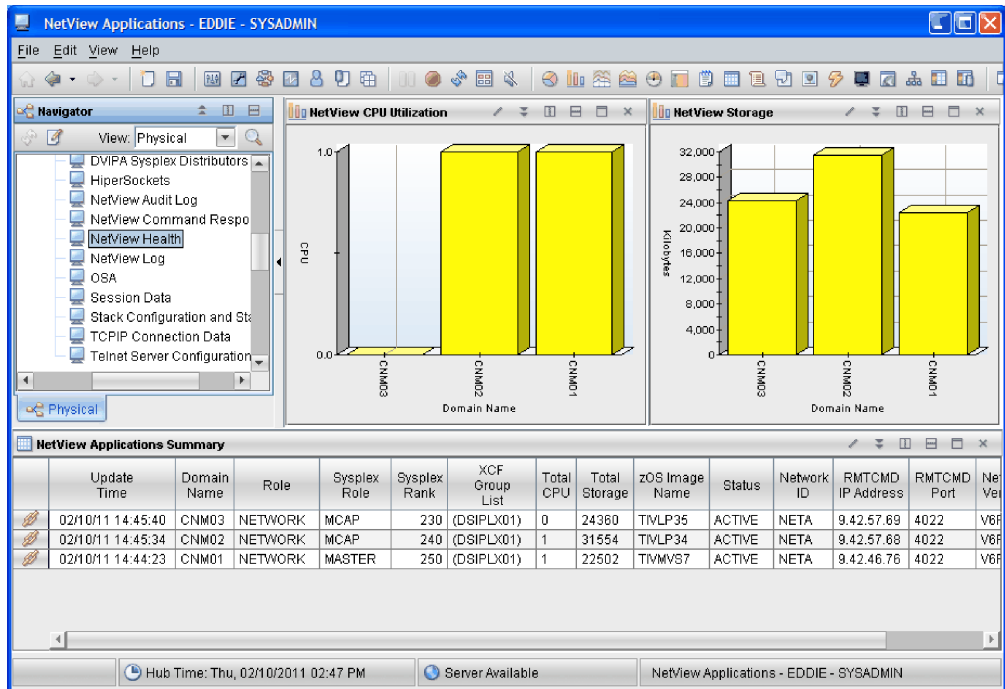 NetView Applications - EDDIE - SYSADMIN
File Edit View Help
Navigator
View: Physical
DVIPA Sysplex Distributors
HiperSockets
NetView Audit Log
NetView Command Respo
NetView Health
NetView Log
OSA
Session Data
Stack Configuration and Sta
TCPIP Connection Data
Telnet Server Configuration
Physical
NetView CPU Utilization
1.0
0.0
CPU
CNM03 CNM02 CNM01
Domain Name
NetView Storage
32,000
28,000
24,000
20,000
16,000
12,000
8,000
4,000
0
Kilobytes
CNM03 CNM02 CNM01
Domain Name
NetView Applications Summary
Update Time Domain Name Role Sysplex Role Sysplex Rank XCF Group List Total CPU Total Storage zOS Image Name Status Network ID RMTCMD IP Address RMTCMD Port Net Ver
02/10/11 14:45:40 CNM03 NETWORK MCAP 230 (DSIPLX01) 0 24360 TIVLP35 ACTIVE NETA 9.42.57.69 4022 V6R
02/10/11 14:45:34 CNM02 NETWORK MCAP 240 (DSIPLX01) 1 31554 TIVLP34 ACTIVE NETA 9.42.57.68 4022 V6R
02/10/11 14:44:23 CNM01 NETWORK MASTER 250 (DSIPLX01) 1 22502 TIVMVS7 ACTIVE NETA 9.42.46.76 4022 V6R
Hub Time: Thu, 02/10/2011 02:47 PM
Server Available
NetView Applications - EDDIE - SYSADMIN